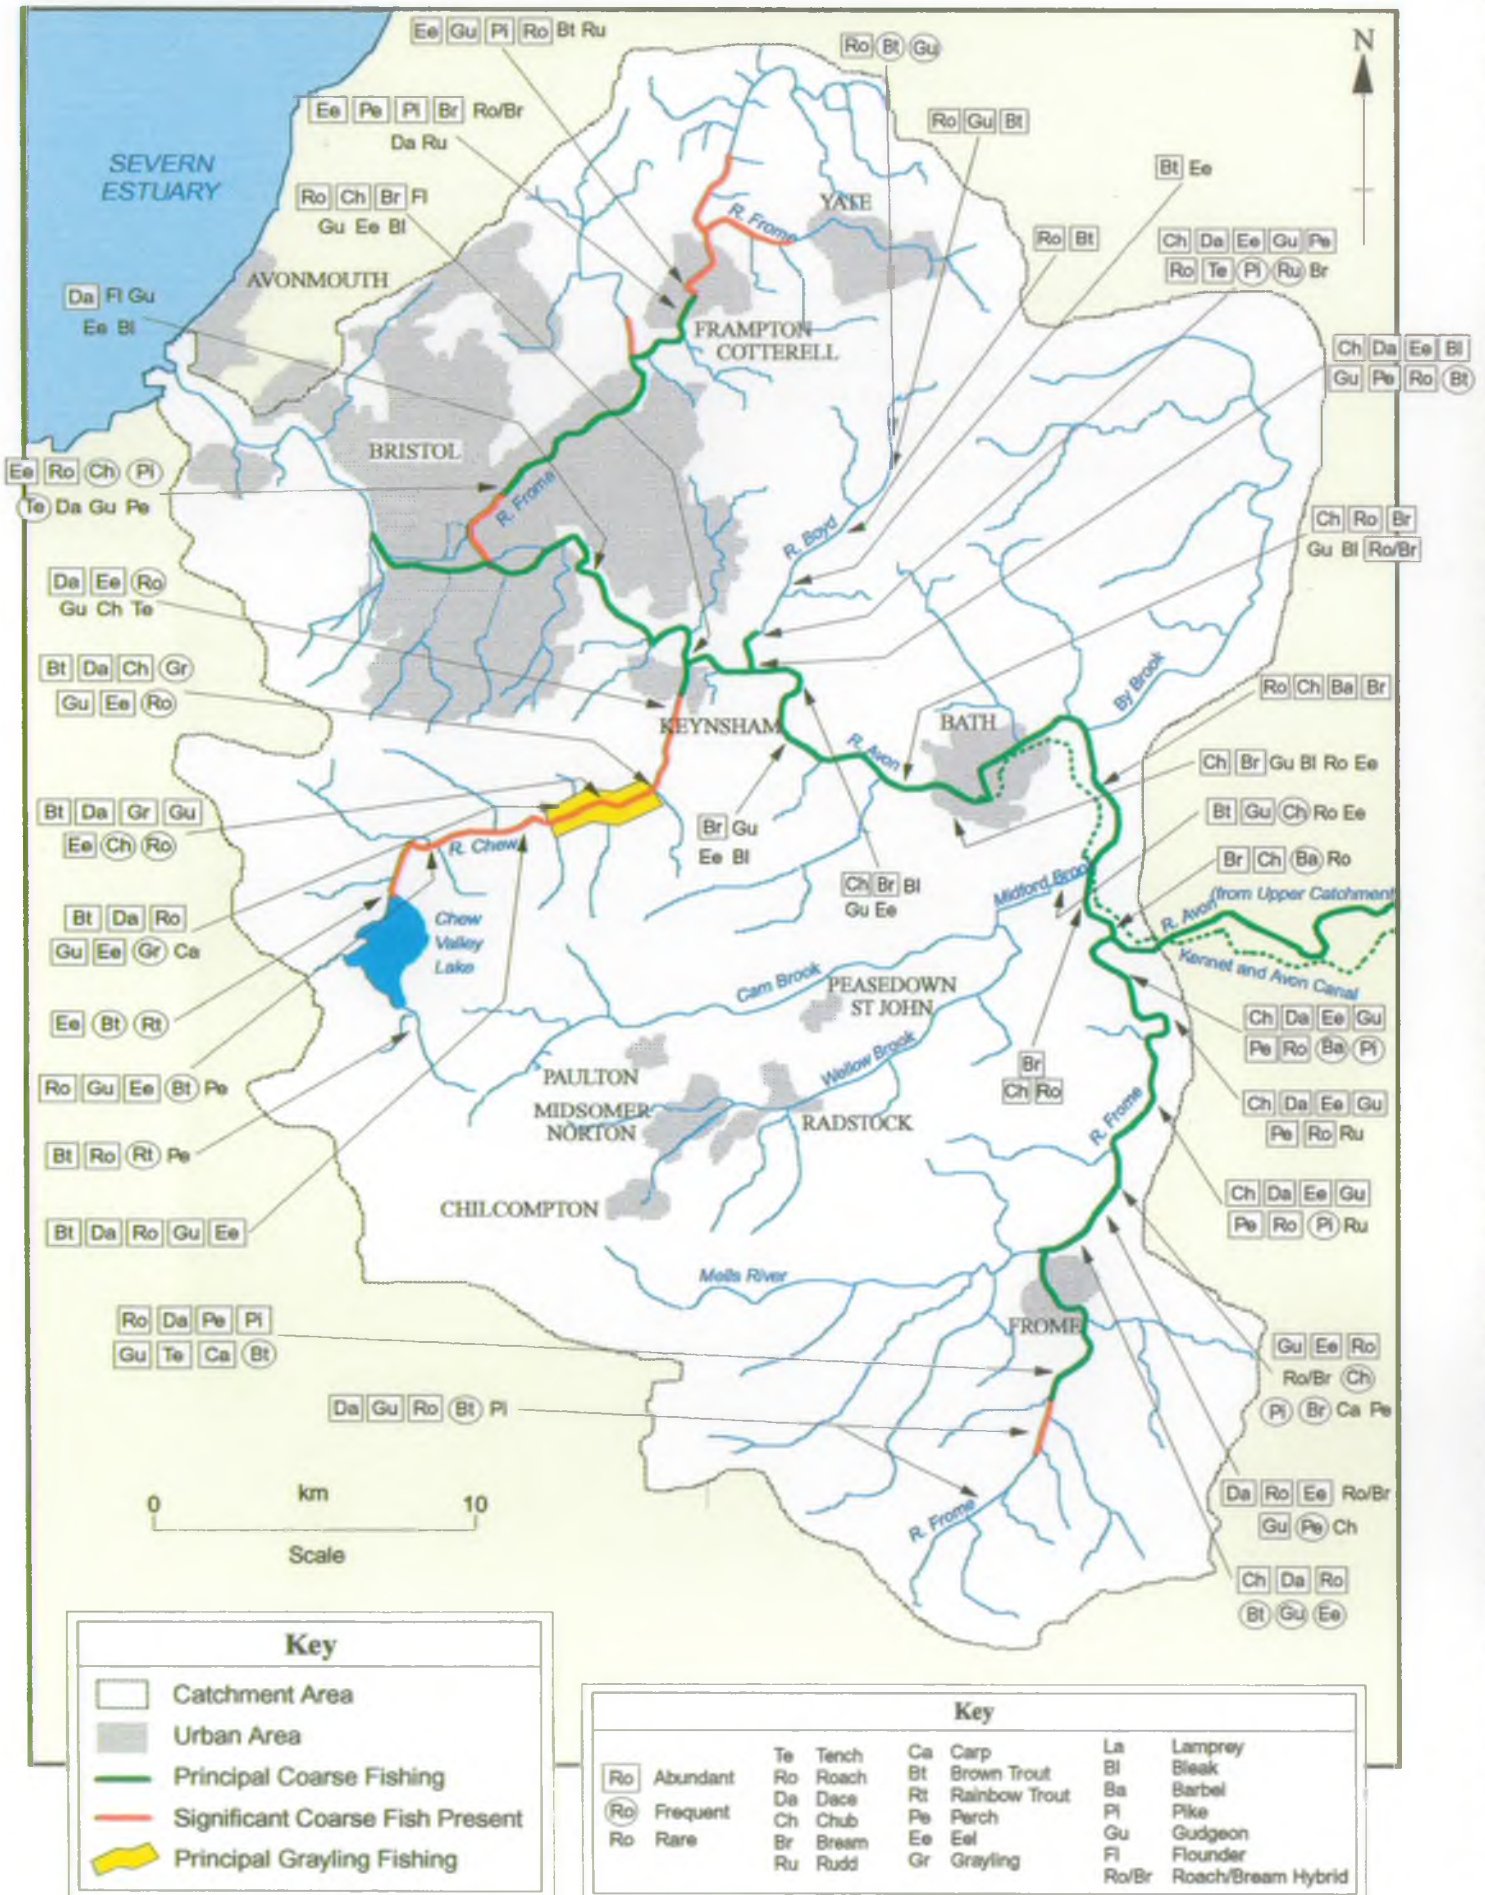 Ee Gu Pi Ro Bt Ru
Ro Bt Gu
N
Ee Pe Pi Br Ro/Br
Da Ru
Ro Gu Bt
SEVERN
ESTUARY
Bt Ee
Ro Ch Br Fl
Gu Ee Bl
YATE
R. Frome
Ro Bt
Ch Da Ee Gu Pe
Ro Te Pi Ru Br
AVONMOUTH
Da Fl Gu
Ee Bl
FRAMPTON
COTTERELL
Ch Da Ee Bl
Gu Pe Ro Bt
BRISTOL
Ee Ro Ch Pi
Te Da Gu Pe
R. Frome
R. Boyd
Ch Ro Br
Gu Bl Ro/Br
Da Ee Ro
Gu Ch Te
Bt Da Ch Gr
Gu Ee Ro
By Brook
Ro Ch Ba Br
KEYNSHAM
BATH
R. Avon
Ch Br Gu Bl Ro Ee
Bt Da Gr Gu
Ee Ch Ro
R. Chew
Br Gu
Ee Bl
Bt Gu Ch Ro Ee
Br Ch Ba Ro
Ch Br Bl
Gu Ee
Midford Brook
R. Avon (from Upper Catchment)
Bt Da Ro
Gu Ee Gr Ca
Chew
Valley
Lake
Kennet and Avon Canal
Cam Brook
PEASEDOWN
ST JOHN
Ee Bt Rt
Ch Da Ee Gu
Pe Ro Ba Pi
Wellow Brook
Br
Ch Ro
Ro Gu Ee Bt Pe
PAULTON
MIDSOMER
NORTON
RADSTOCK
R. Frome
Ch Da Ee Gu
Pe Ro Ru
Bt Ro Rt Pe
Ch Da Ee Gu
Pe Ro Pi Ru
CHILCOMPTON
Bt Da Ro Gu Ee
Mells River
Ro Da Pe Pi
Gu Te Ca Bt
FROME
Gu Ee Ro
Ro/Br Ch
Pi Br Ca Pe
Da Gu Ro Bt Pi
R. Frome
Da Ro Ee Ro/Br
Gu Pe Ch
0 km 10
Scale
Ch Da Ro
Bt Gu Ee
Key
Catchment Area
Urban Area
Principal Coarse Fishing
Significant Coarse Fish Present
Principal Grayling Fishing
Key
Ro Abundant
Ro Frequent
Ro Rare
Te Tench
Ro Roach
Da Dace
Ch Chub
Br Bream
Ru Rudd
Ca Carp
Bt Brown Trout
Rt Rainbow Trout
Pe Perch
Ee Eel
Gr Grayling
La Lamprey
Bl Bleak
Ba Barbel
Pi Pike
Gu Gudgeon
Fl Flounder
Ro/Br Roach/Bream Hybrid